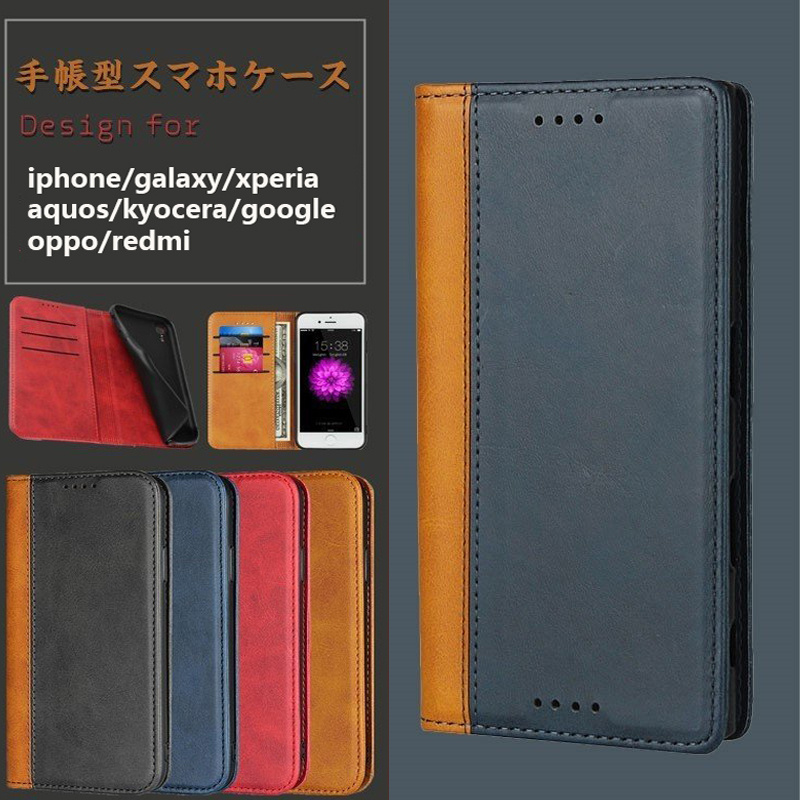 手帳型スマホケース
Design for
iphone/galaxy/xperia
aquos/kyocera/google
oppo/redmi
15:38